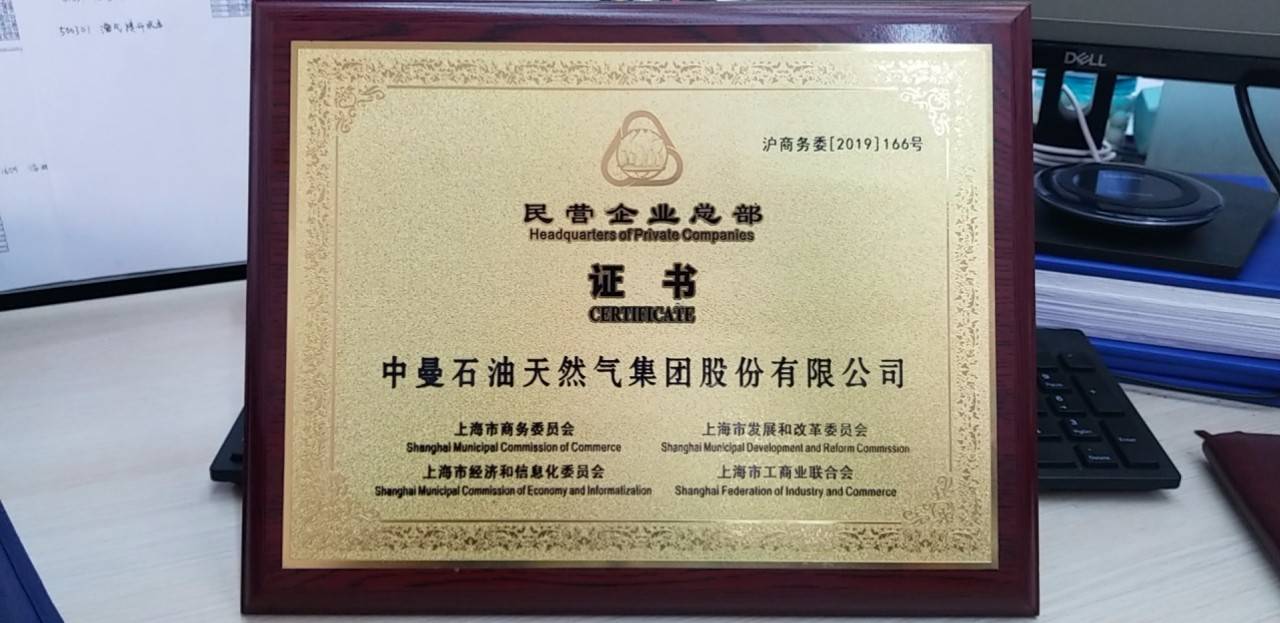 沪商务委[2019]166号
民营企业总部
Headquarters of Private Companies
证书
CERTIFICATE
中曼石油天然气集团股份有限公司
上海市商务委员会
Shanghai Municipal Commission of Commerce
上海市发展和改革委员会
Shanghai Municipal Development and Reform Commission
上海市经济和信息化委员会
Shanghai Municipal Commission of Economy and Informatization
上海市工商业联合会
Shanghai Federation of Industry and Commerce
DELL